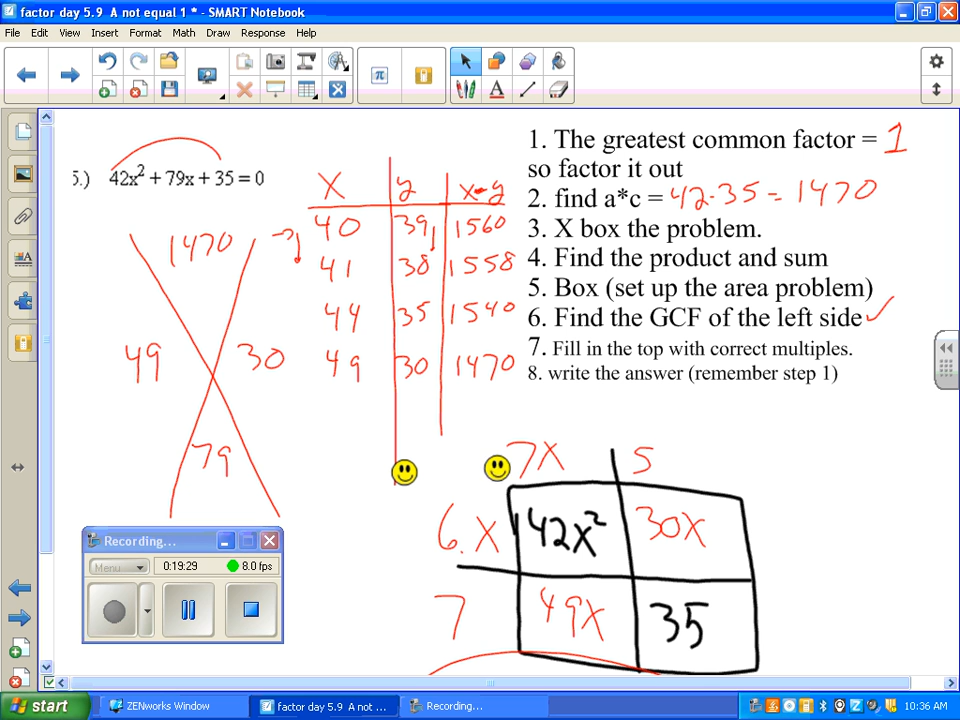 factor day 5.9 A not equal 1 * - SMART Notebook
File Edit View Insert Format Math Draw Response Help
5.) 42x² + 79x + 35 = 0
1470
49 30
79
X y x·y
40 39 1560
41 38 1558
44 35 1540
49 30 1470
1. The greatest common factor = 1
so factor it out
2. find a*c = 42·35 = 1470
3. X box the problem.
4. Find the product and sum
5. Box (set up the area problem)
6. Find the GCF of the left side
7. Fill in the top with correct multiples.
8. write the answer (remember step 1)
7x 5
6.x 42x² 30x
7 49x 35
Recording...
Menu 0:19:29 8.0 fps
start ZENworks Window factor day 5.9 A not ... Recording... 10:36 AM